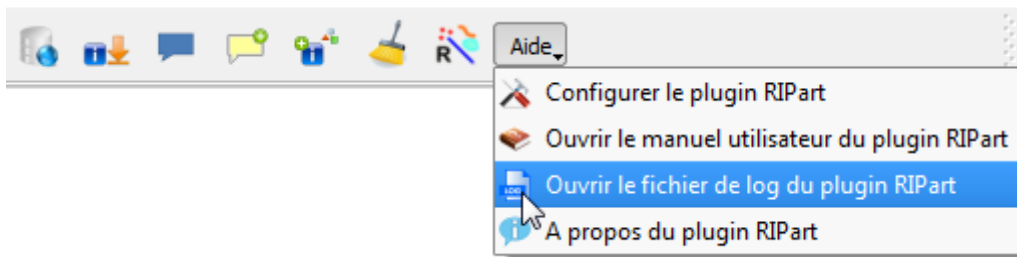 R
Aide
Configurer le plugin RIPart
Ouvrir le manuel utilisateur du plugin RIPart
LOG
Ouvrir le fichier de log du plugin RIPart
A propos du plugin RIPart